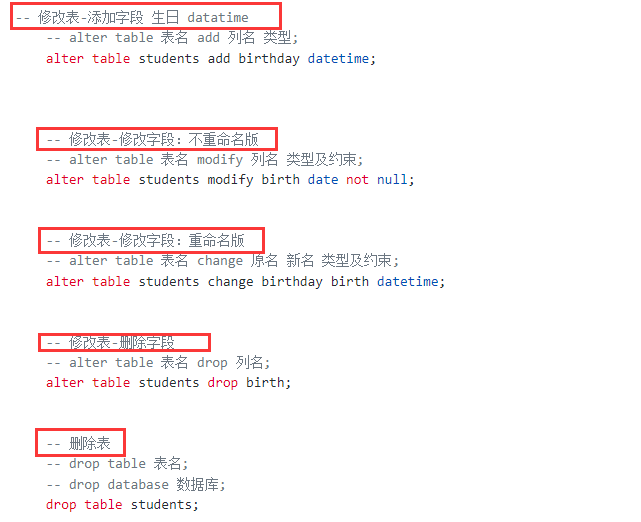 -- 修改表-添加字段 生日 datatime
-- alter table 表名 add 列名 类型;
alter table students add birthday datetime;
-- 修改表-修改字段：不重命名版
-- alter table 表名 modify 列名 类型及约束;
alter table students modify birth date not null;
-- 修改表-修改字段：重命名版
-- alter table 表名 change 原名 新名 类型及约束;
alter table students change birthday birth datetime;
-- 修改表-删除字段
-- alter table 表名 drop 列名;
alter table students drop birth;
-- 删除表
-- drop table 表名;
-- drop database 数据库;
drop table students;